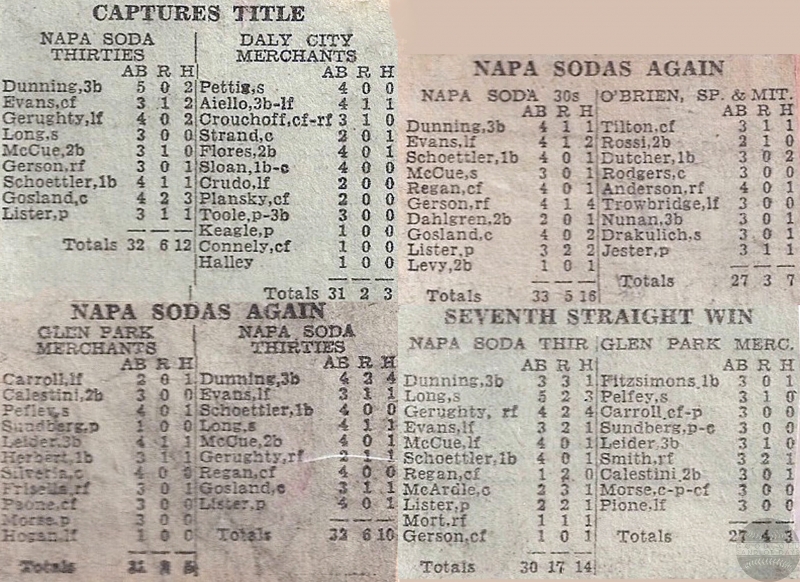 CAPTURES TITLE
NAPA SODA
THIRTIES
AB R H
Dunning,3b 5 0 2
Evans,cf 3 1 2
Gerughty,lf 4 0 2
Long,s 3 0 0
McCue,2b 3 1 0
Gerson,rf 3 0 1
Schoettler,1b 4 1 1
Gosland,c 4 2 3
Lister,p 3 1 1
Totals 32 6 12
DALY CITY
MERCHANTS
AB R H
Pettis,s 4 0 0
Aiello,3b-lf 4 1 1
Crouchoff,cf-rf 3 1 0
Strand,c 2 0 1
Flores,2b 4 0 1
Sloan,1b-c 4 0 0
Crudo,lf 2 0 0
Plansky,cf 2 0 0
Toole,p-3b 3 0 0
Keagle,p 1 0 0
Connely,cf 1 0 0
Halley 1 0 0
Totals 31 2 3
NAPA SODAS AGAIN
NAPA SODA 30s
AB R H
Dunning,3b 4 1 1
Evans,lf 4 1 2
Schoettler,1b 4 0 1
McCue,s 3 0 1
Regan,cf 4 0 1
Gerson,rf 4 1 4
Dahlgren,2b 2 0 1
Gosland,c 4 0 2
Lister,p 3 2 2
Levy,2b 1 0 1
Totals 33 5 16
O'BRIEN, SP. & MIT.
AB R H
Tilton,cf 3 1 1
Rossi,2b 2 1 0
Dutcher,1b 3 0 2
Rodgers,c 3 0 0
Anderson,rf 4 0 1
Trowbridge,lf 3 0 0
Nunan,3b 3 0 1
Drakulich,s 3 0 1
Jester,p 3 1 1
Totals 27 3 7
NAPA SODAS AGAIN
GLEN PARK
MERCHANTS
AB R H
Carroll,lf 2 0 1
Calestini,2b 3 0 0
Pefley,s 4 0 1
Sundberg,p 1 0 0
Leider,3b 4 1 1
Herbert,1b 3 0 1
Silveria,c 4 0 0
rf 3 0 1
Paone,cf 3 0 0
Morse,p 3 0 0
Hogan,lf 1 0 0
Totals
NAPA SODA
THIRTIES
AB R H
Dunning,3b 4 2 4
Evans,lf 3 1 1
Schoettler,1b 4 0 0
Long,s 4 1 1
McCue,2b 4 0 1
Gerughty,rf 2 1 1
Regan,cf 4 0 0
Gosland,c 3 1 1
Lister,p 4 0 1
Totals 32 6 10
SEVENTH STRAIGHT WIN
NAPA SODA THIR
AB R H
Dunning,3b 3 3 1
Long,s 5 2 3
Gerughty, rf 4 2 4
Evans,lf 3 2 1
McCue,lf 4 0 1
Schoettler,1b 4 0 1
Regan,cf 1 2 0
McArdle,c 2 3 1
Lister,p 2 2 1
Mort,rf 1 1 1
Gerson,cf 1 0 1
Totals 30 17 14
GLEN PARK MERC.
AB R H
Fitzsimons,1b 3 0 1
Pelfey,s 3 1 0
Carroll,cf-p 3 0 0
Sundberg,p-c 3 0 0
Leider,3b 3 1 0
Smith,rf 3 2 1
Calestini,2b 3 0 0
Morse,c-p-cf 3 0 0
Pione,lf 3 0 0
Totals 27 4 3